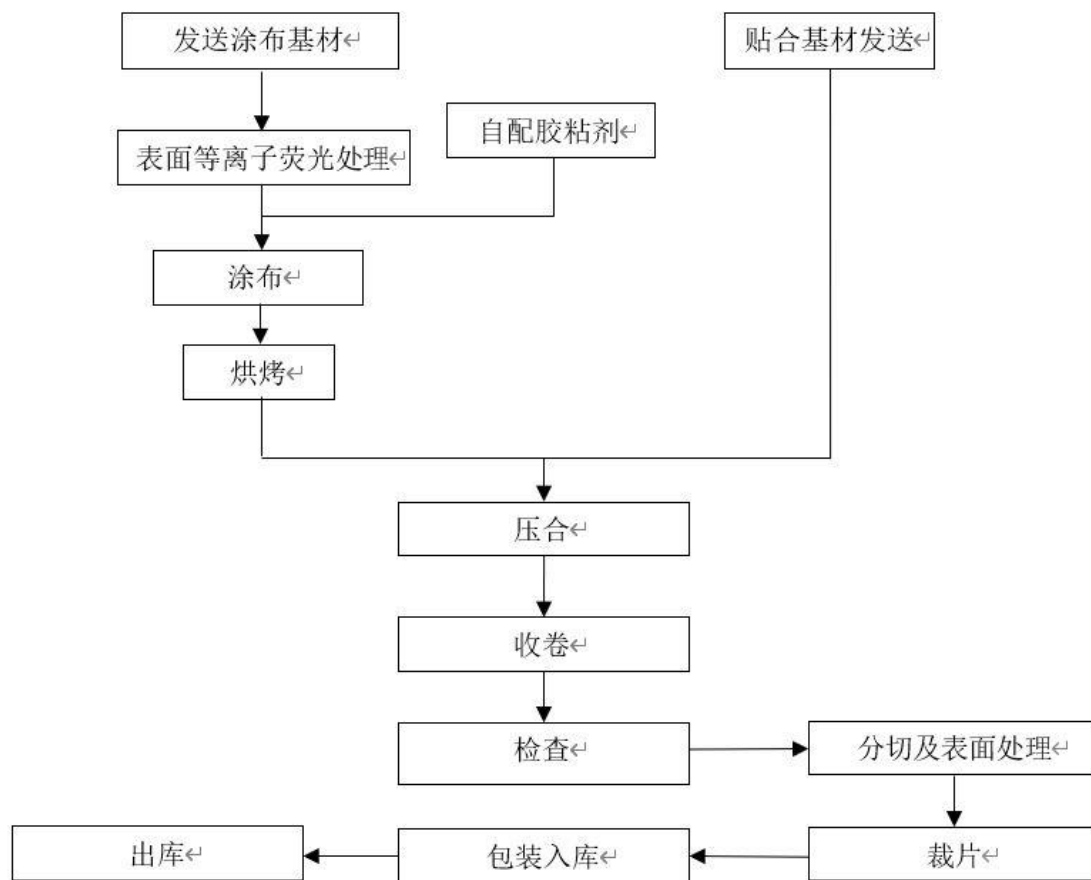 发送涂布基材↵
贴合基材发送↵
自配胶粘剂↵
表面等离子荧光处理↵
涂布↵
烘烤↵
压合↵
收卷↵
检查↵
分切及表面处理↵
出库↵
包装入库↵
裁片↵